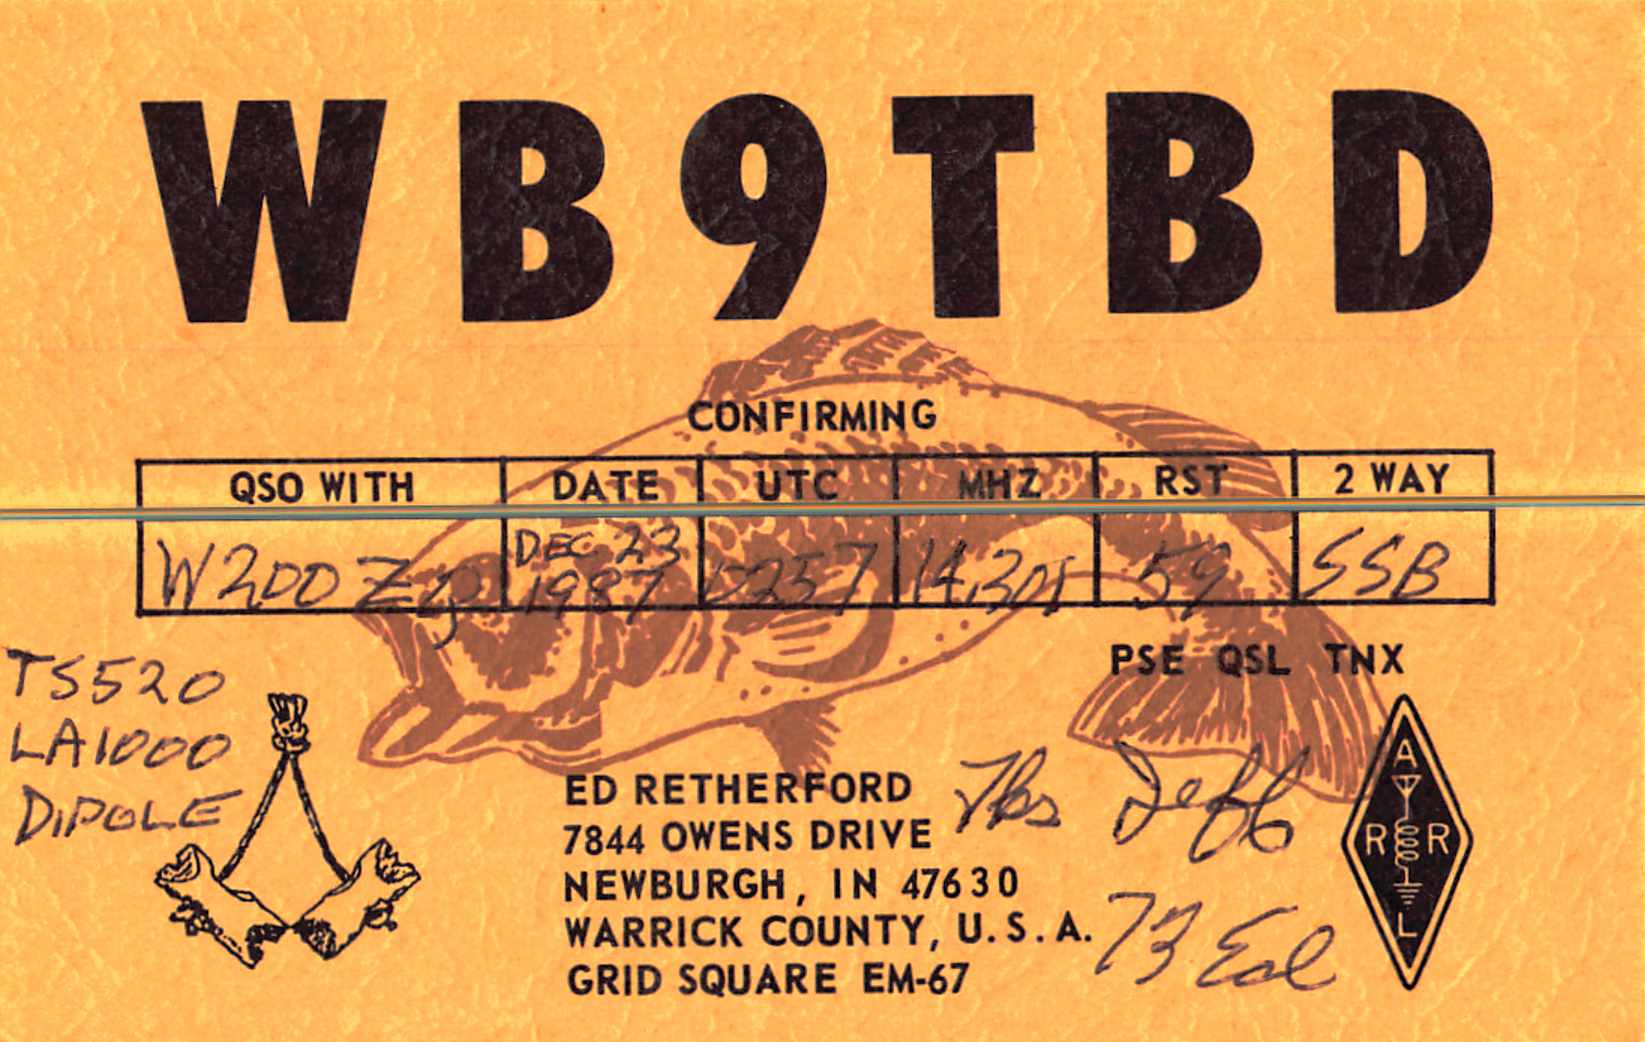 WB9TBD
CONFIRMING
QSO WITH DATE UTC MHZ RST 2 WAY
DEC 23
1987 59 SSB
PSE QSL TNX
TS520
LA1000
DIPOLE
ED RETHERFORD
7844 OWENS DRIVE
NEWBURGH, IN 47630
WARRICK COUNTY, U.S.A.
GRID SQUARE EM-67
Jeff
73 Ed
A
R R
L